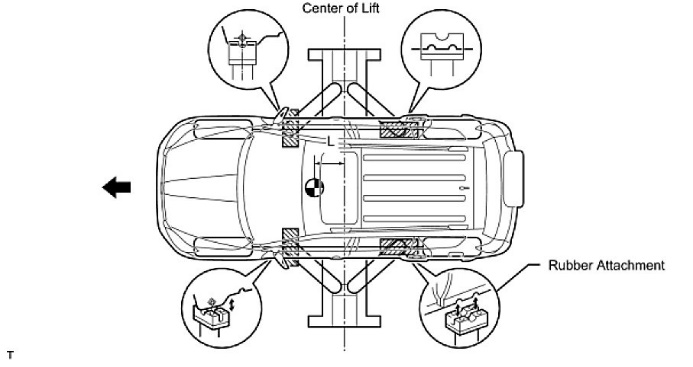 Center of Lift
L
Rubber Attachment
T